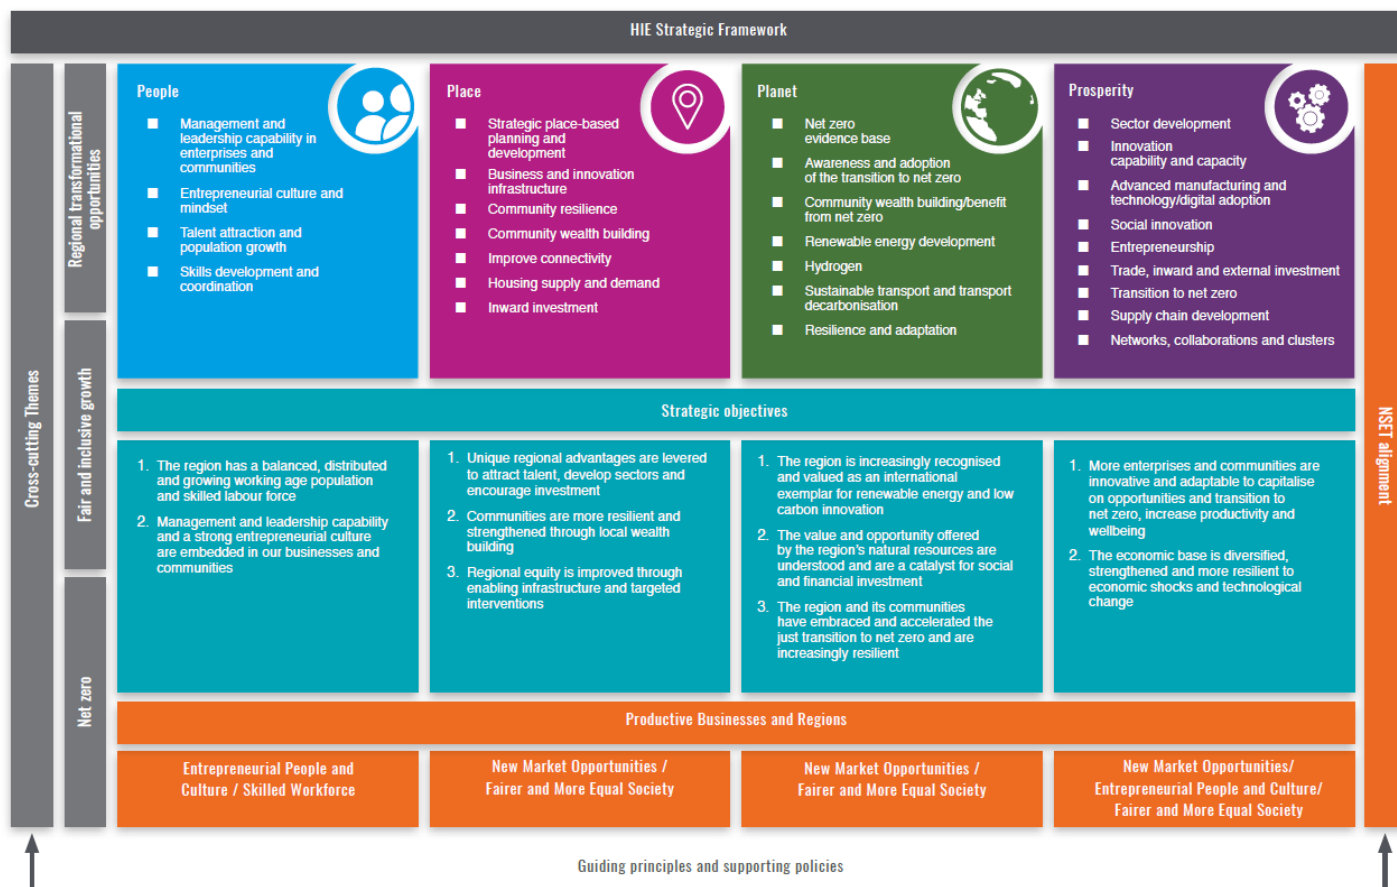 HIE Strategic Framework
Cross-cutting Themes
Regional transformational
opportunities
Fair and inclusive growth
Net zero
People
Management and
leadership capability in
enterprises and
communities
Entrepreneurial culture and
mindset
Talent attraction and
population growth
Skills development and
coordination
Place
Strategic place-based
planning and
development
Business and innovation
infrastructure
Community resilience
Community wealth building
Improve connectivity
Housing supply and demand
Inward investment
Planet
Net zero
evidence base
Awareness and adoption
of the transition to net zero
Community wealth building/benefit
from net zero
Renewable energy development
Hydrogen
Sustainable transport and transport
decarbonisation
Resilience and adaptation
Prosperity
Sector development
Innovation
capability and capacity
Advanced manufacturing and
technology/digital adoption
Social innovation
Entrepreneurship
Trade, inward and external investment
Transition to net zero
Supply chain development
Networks, collaborations and clusters
Strategic objectives
1. The region has a balanced, distributed
and growing working age population
and skilled labour force
2. Management and leadership capability
and a strong entrepreneurial culture
are embedded in our businesses and
communities
1. Unique regional advantages are levered
to attract talent, develop sectors and
encourage investment
2. Communities are more resilient and
strengthened through local wealth
building
3. Regional equity is improved through
enabling infrastructure and targeted
interventions
1. The region is increasingly recognised
and valued as an international
exemplar for renewable energy and low
carbon innovation
2. The value and opportunity offered
by the region's natural resources are
understood and are a catalyst for social
and financial investment
3. The region and its communities
have embraced and accelerated the
just transition to net zero and are
increasingly resilient
1. More enterprises and communities are
innovative and adaptable to capitalise
on opportunities and transition to
net zero, increase productivity and
wellbeing
2. The economic base is diversified,
strengthened and more resilient to
economic shocks and technological
change
Productive Businesses and Regions
Entrepreneurial People and
Culture / Skilled Workforce
New Market Opportunities /
Fairer and More Equal Society
New Market Opportunities /
Fairer and More Equal Society
New Market Opportunities/
Entrepreneurial People and Culture/
Fairer and More Equal Society
NSET alignment
Guiding principles and supporting policies